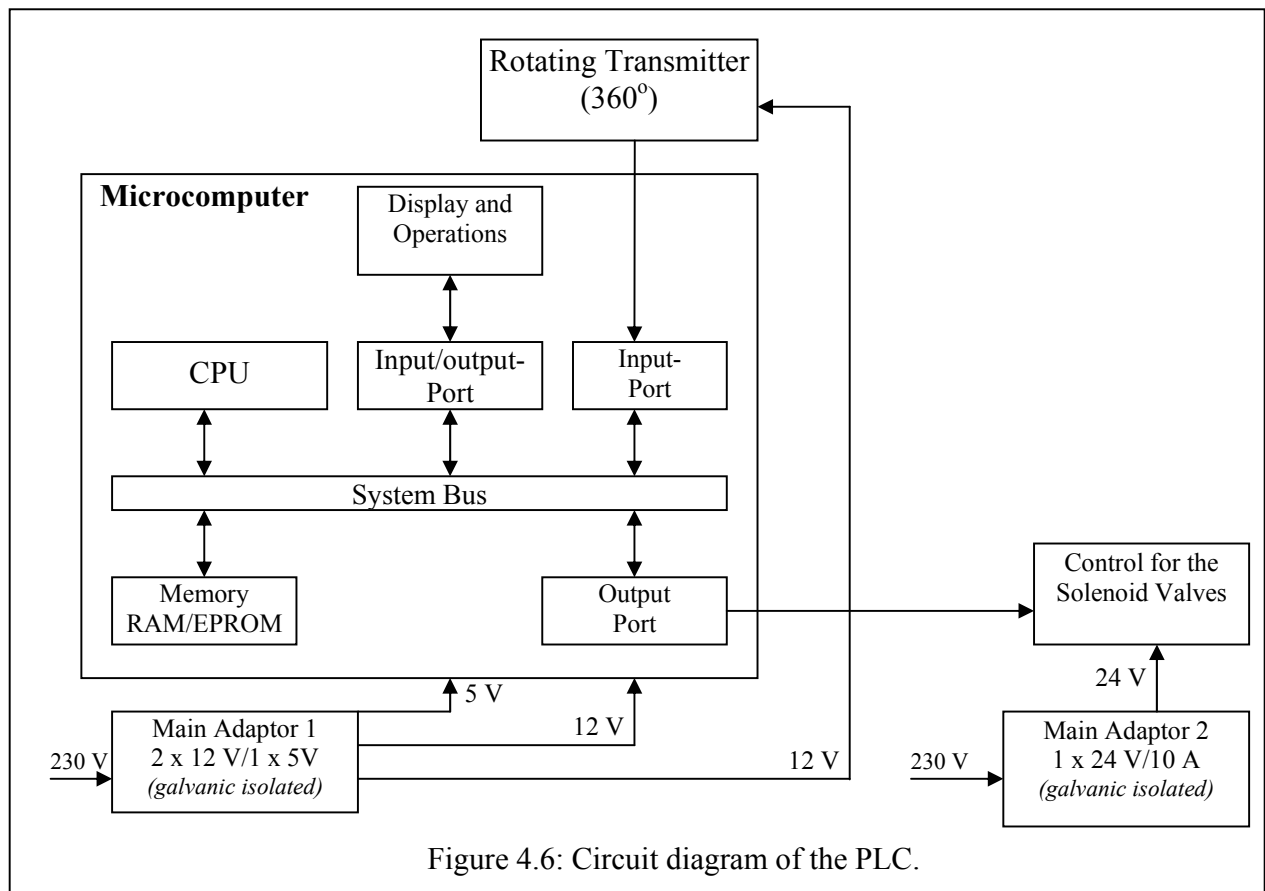 Rotating Transmitter
(360°)
Microcomputer
Display and
Operations
CPU
Input/output-
Port
Input-
Port
System Bus
Memory
RAM/EPROM
Output
Port
Control for the
Solenoid Valves
5 V
12 V
24 V
230 V
Main Adaptor 1
2 x 12 V/1 x 5V
(galvanic isolated)
12 V
230 V
Main Adaptor 2
1 x 24 V/10 A
(galvanic isolated)
Figure 4.6: Circuit diagram of the PLC.